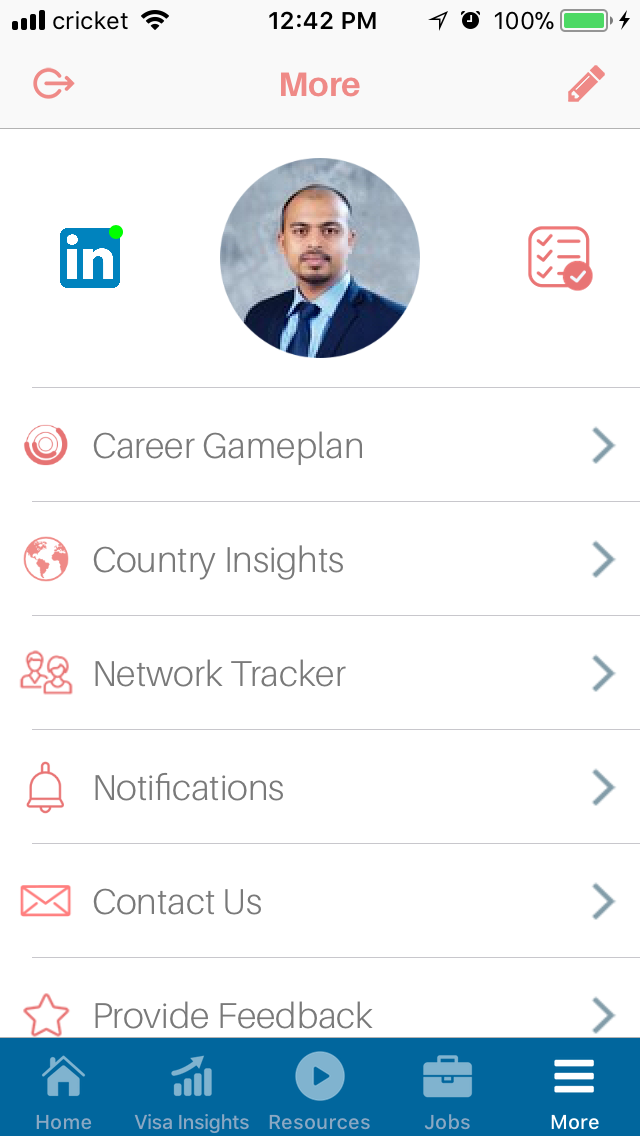 cricket 12:42 PM 100%
More
in
Career Gameplan
Country Insights
Network Tracker
Notifications
Contact Us
Provide Feedback
Home Visa Insights Resources Jobs More